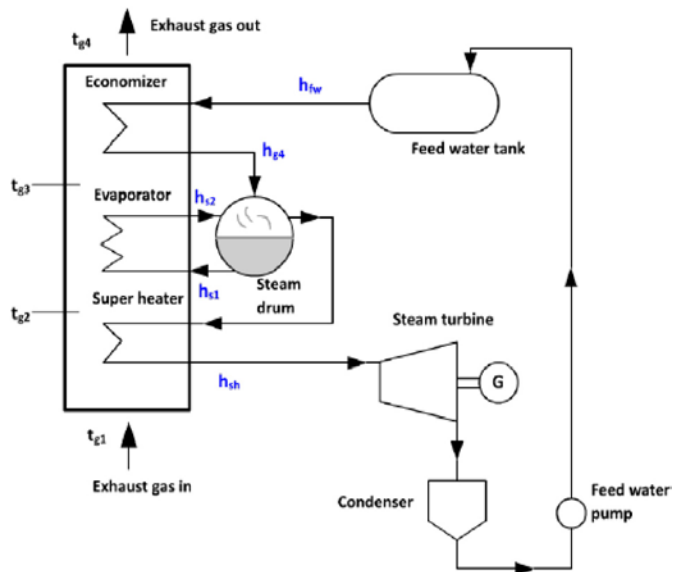 Exhaust gas out
tg4
Economizer
hfw
Feed water tank
hg4
tg3
Evaporator
hs2
hs1
Steam
drum
Super heater
tg2
Steam turbine
G
hsh
tg1
Exhaust gas in
Condenser
Feed water
pump